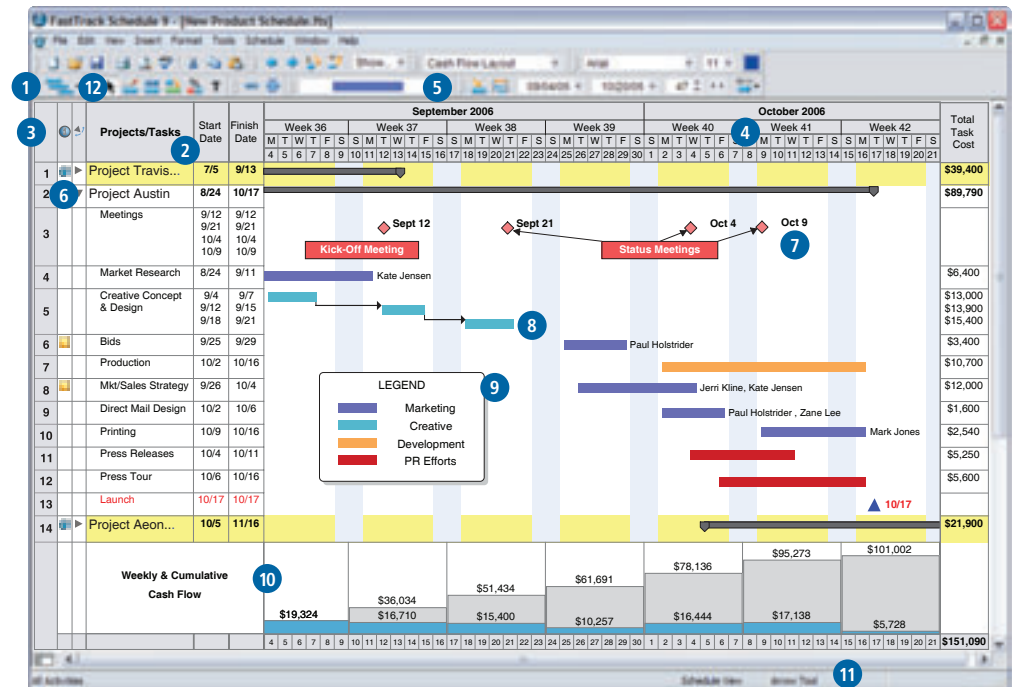 FastTrack Schedule 9 - [New Product Schedule.fts]
File Edit View Insert Format Tools Schedule Window Help
Show... Cash Flow Layout Arial 11
1 12 5 09/04/06 10/20/06 47
September 2006 October 2006
3 Projects/Tasks Start Date Finish Date Week 36 Week 37 Week 38 Week 39 Week 40 4 Week 41 Week 42 Total Task Cost
2 M T W T F S S M T W T F S S M T W T F S S M T W T F S S M T W T F S S M T W T F S S M T W T F S
4 5 6 7 8 9 10 11 12 13 14 15 16 17 18 19 20 21 22 23 24 25 26 27 28 29 30 1 2 3 4 5 6 7 8 9 10 11 12 13 14 15 16 17 18 19 20 21
1 Project Travis... 7/5 9/13 $39,400
2 6 Project Austin 8/24 10/17 $89,790
3 Meetings 9/12 9/12 Sept 12 Sept 21 Oct 4 Oct 9
9/21 9/21
10/4 10/4 7
10/9 10/9 Kick-Off Meeting Status Meetings
4 Market Research 8/24 9/11 Kate Jensen $6,400
5 Creative Concept 9/4 9/7 $13,000
& Design 9/12 9/15 $13,900
9/18 9/21 8 $15,400
6 Bids 9/25 9/29 Paul Holstrider $3,400
7 Production 10/2 10/16 $10,700
8 Mkt/Sales Strategy 9/26 10/4 Jerri Kline, Kate Jensen $12,000
9 Direct Mail Design 10/2 10/6 Paul Holstrider , Zane Lee $1,600
10 Printing 10/9 10/16 Mark Jones $2,540
11 Press Releases 10/4 10/11 $5,250
12 Press Tour 10/6 10/16 $5,600
13 Launch 10/17 10/17 10/17
LEGEND 9
Marketing
Creative
Development
PR Efforts
14 Project Aeon... 10/5 11/16 $21,900
Weekly & Cumulative
Cash Flow
10
$36,034 $51,434 $61,691 $78,136 $95,273 $101,002
$19,324 $16,710 $15,400 $10,257 $16,444 $17,138 $5,728
4 5 6 7 8 9 10 11 12 13 14 15 16 17 18 19 20 21 22 23 24 25 26 27 28 29 30 1 2 3 4 5 6 7 8 9 10 11 12 13 14 15 16 17 18 19 20 21 $151,090
All Activities Schedule View Arrow Tool 11